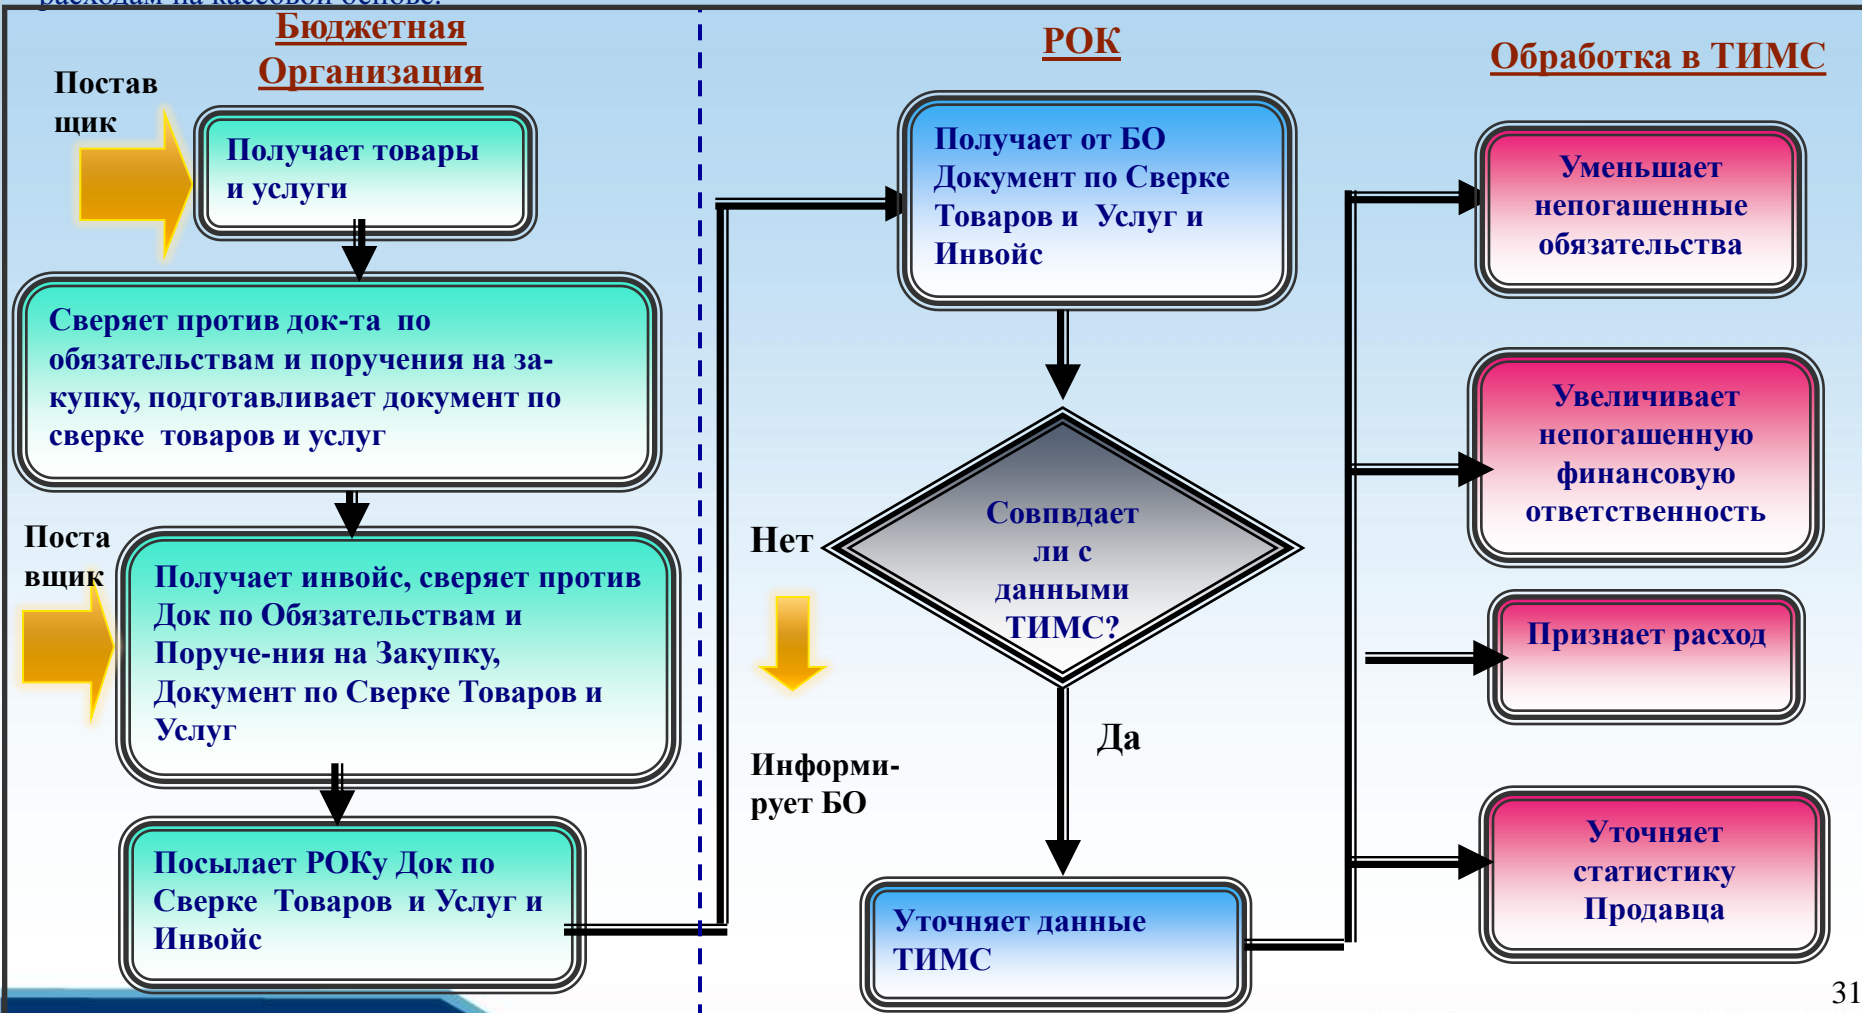 расходам на кассовой основе.
Бюджетная
Организация
Постав
щик
Получает товары
и услуги
Сверяет против док-та по
обязательствам и поручения на за-
купку, подготавливает документ по
сверке товаров и услуг
Поста
вщик
Получает инвойс, сверяет против
Док по Обязательствам и
Поруче-ния на Закупку,
Документ по Сверке Товаров и
Услуг
Посылает РОКу Док по
Сверке Товаров и Услуг и
Инвойс
РОК
Получает от БО
Документ по Сверке
Товаров и Услуг и
Инвойс
Совпвдает
ли с
данными
ТИМС?
Нет
Информи-
рует БО
Да
Уточняет данные
ТИМС
Обработка в ТИМС
Уменьшает
непогашенные
обязательства
Увеличивает
непогашенную
финансовую
ответственность
Признает расход
Уточняет
статистику
Продавца
31